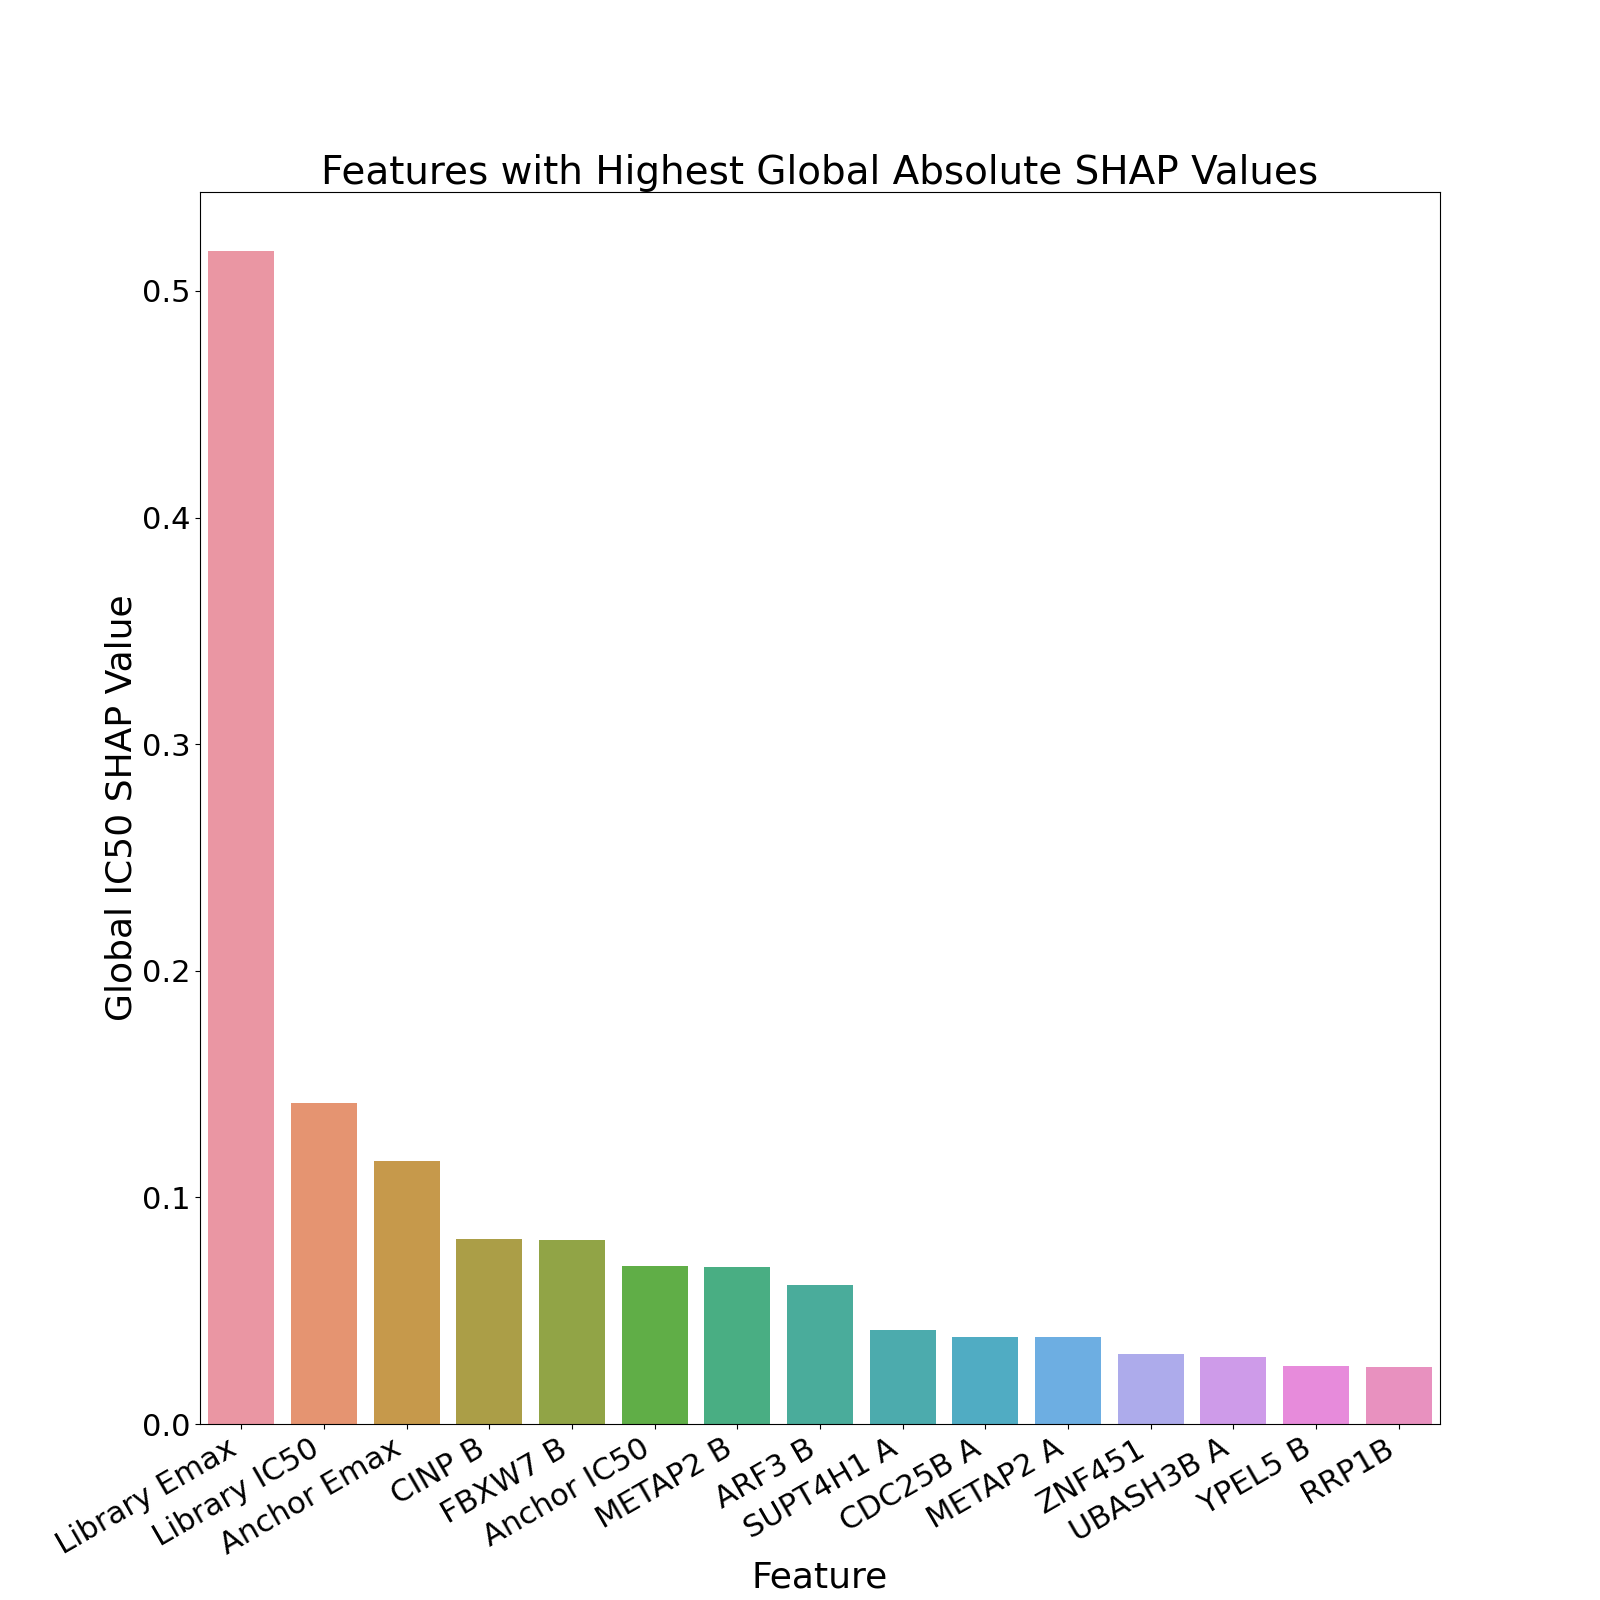 Features with Highest Global Absolute SHAP Values
Global IC50 SHAP Value
0.5
0.4
0.3
0.2
0.1
0.0
Library Emax
Library IC50
Anchor Emax
CINP B
FBXW7 B
Anchor IC50
METAP2 B
ARF3 B
SUPT4H1 A
CDC25B A
METAP2 A
ZNF451
UBASH3B A
YPEL5 B
RRP1B
Feature